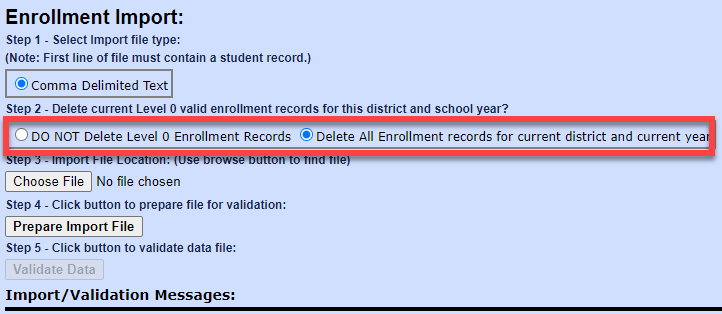 Enrollment Import:
Step 1 - Select Import file type:
(Note: First line of file must contain a student record.)
Comma Delimited Text
Step 2 - Delete current Level 0 valid enrollment records for this district and school year?
DO NOT Delete Level 0 Enrollment Records Delete All Enrollment records for current district and current year
Step 3 - Import File Location: (Use browse button to find file)
Choose File No file chosen
Step 4 - Click button to prepare file for validation:
Prepare Import File
Step 5 - Click button to validate data file:
Validate Data
Import/Validation Messages: